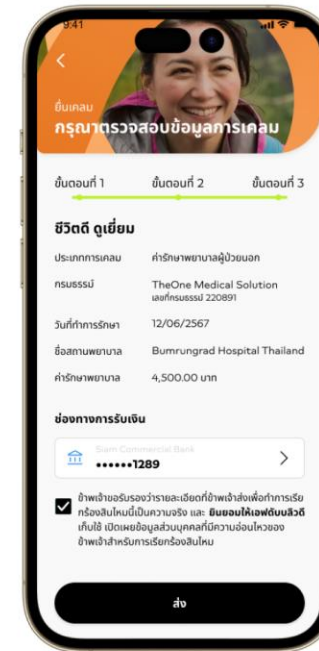 9:41
ยื่นเคลม
กรุณาตรวจสอบข้อมูลการเคลม
ขั้นตอนที่ 1 ขั้นตอนที่ 2 ขั้นตอนที่ 3
ชีวิตดี ดูเยี่ยม
ประเภทการเคลม ค่ารักษาพยาบาลผู้ป่วยนอก
กรมธรรม์ TheOne Medical Solution
เลขที่กรมธรรม์ 220891
วันที่ทำการรักษา 12/06/2567
ชื่อสถานพยาบาล Bumrungrad Hospital Thailand
ค่ารักษาพยาบาล 4,500.00 บาท
ช่องทางการรับเงิน
Siam Commercial Bank
••••••1289
ข้าพเจ้าขอรับรองว่ารายละเอียดที่ข้าพเจ้าส่งเพื่อทำการเรีย
กร้องสินไหมนี้เป็นความจริง และ ยินยอมให้เอฟดับบลิวดี
เก็บใช้ เปิดเผยข้อมูลส่วนบุคคลที่มีความอ่อนไหวของ
ข้าพเจ้าสำหรับการเรียกร้องสินไหม
ส่ง